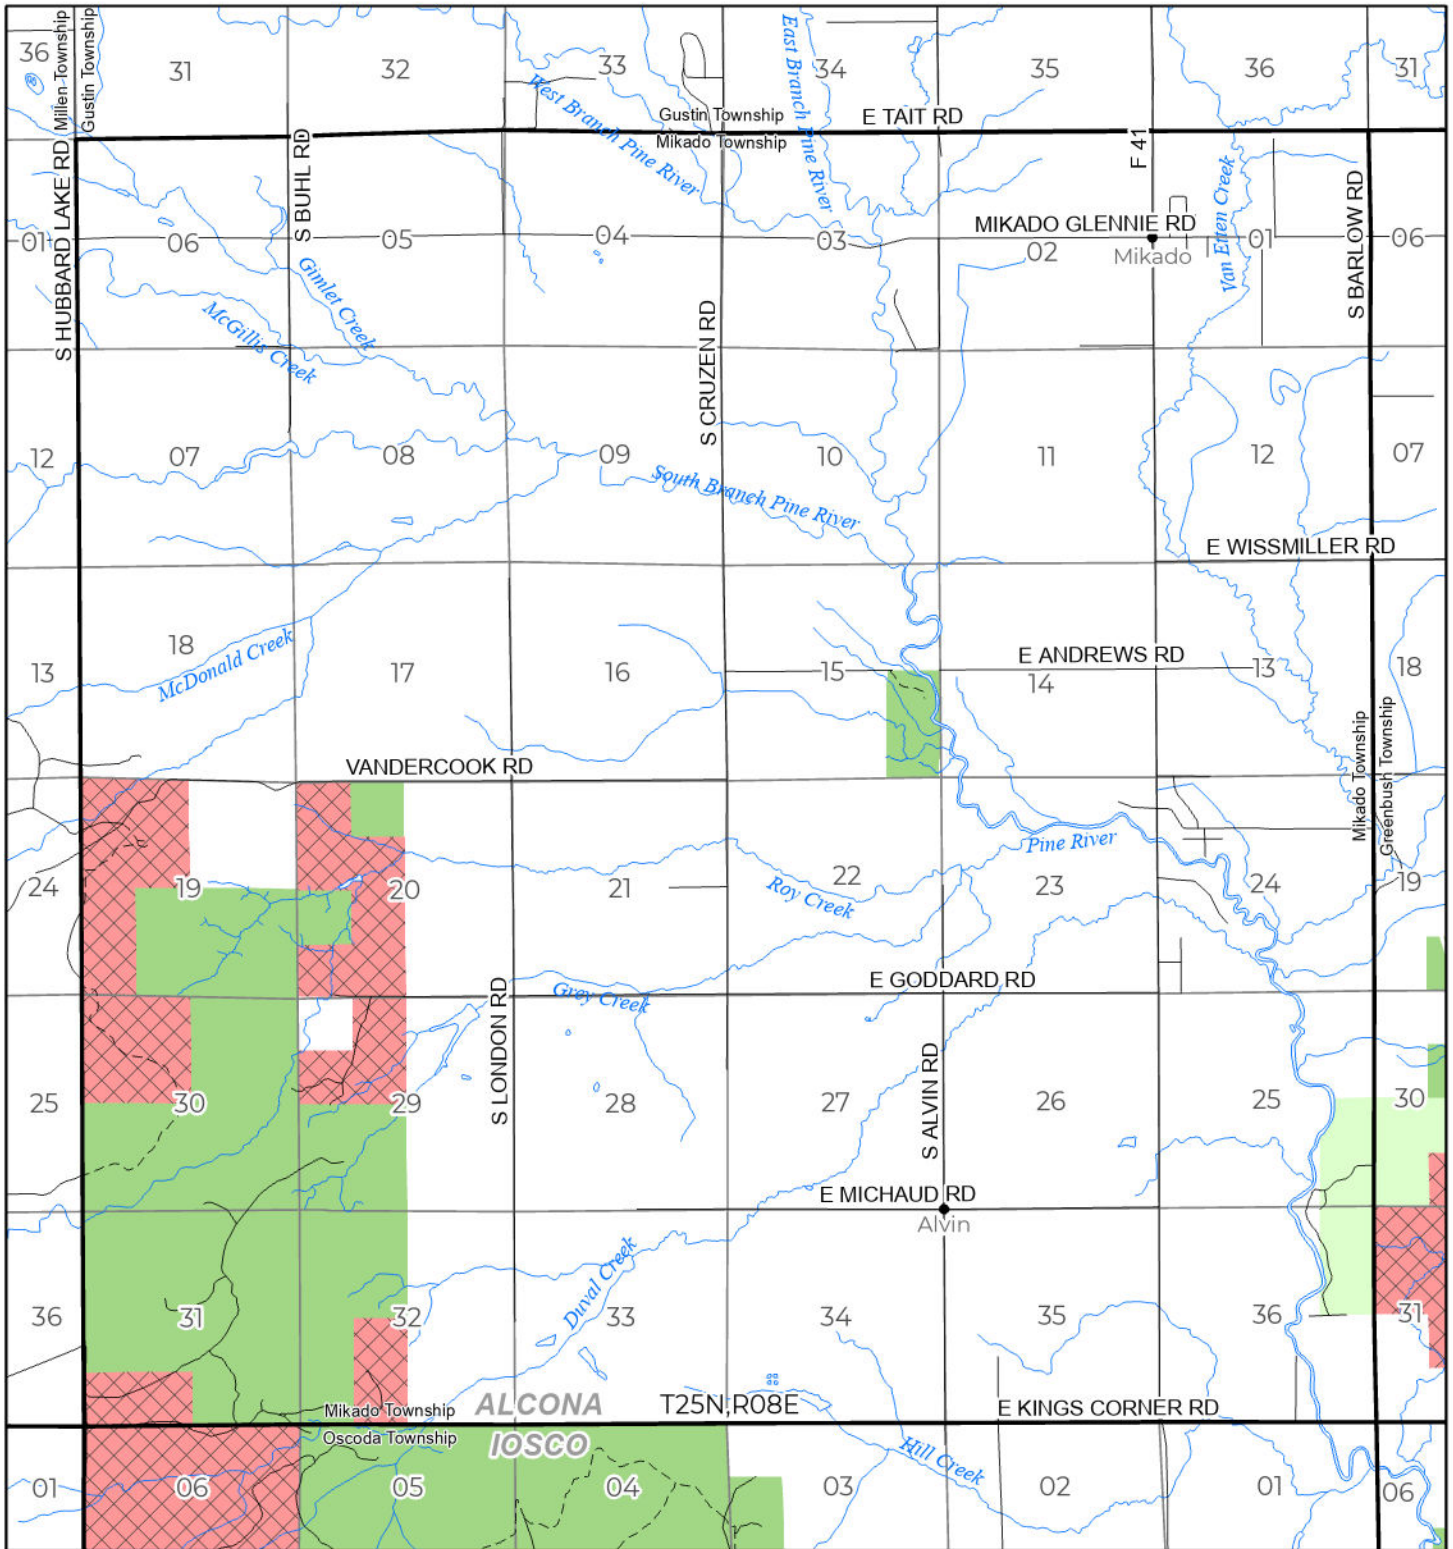 36
31
32
33
34
35
36
31
Millen Township
Gustin Township
West Branch Pine River
East Branch Pine River
Gustin Township
Mikado Township
E TAIT RD
F 41
S HUBBARD LAKE RD
S BUHL RD
Van Etten Creek
S BARLOW RD
MIKADO GLENNIE RD
Mikado
01
06
05
04
03
02
01
06
Gimlet Creek
McGillis Creek
S CRUZEN RD
12
07
08
09
10
11
12
07
South Branch Pine River
E WISSMILLER RD
13
18
17
16
15
14
13
18
McDonald Creek
E ANDREWS RD
Mikado Township
Greenbush Township
VANDERCOOK RD
Pine River
24
19
20
21
22
23
24
19
Roy Creek
Grey Creek
E GODDARD RD
S LONDON RD
S ALVIN RD
25
30
29
28
27
26
25
30
E MICHAUD RD
Alvin
Duval Creek
36
31
32
33
34
35
36
31
Mikado Township
Oscoda Township
ALCONA
IOSCO
T25N,R08E
E KINGS CORNER RD
Hill Creek
01
06
05
04
03
02
01
06